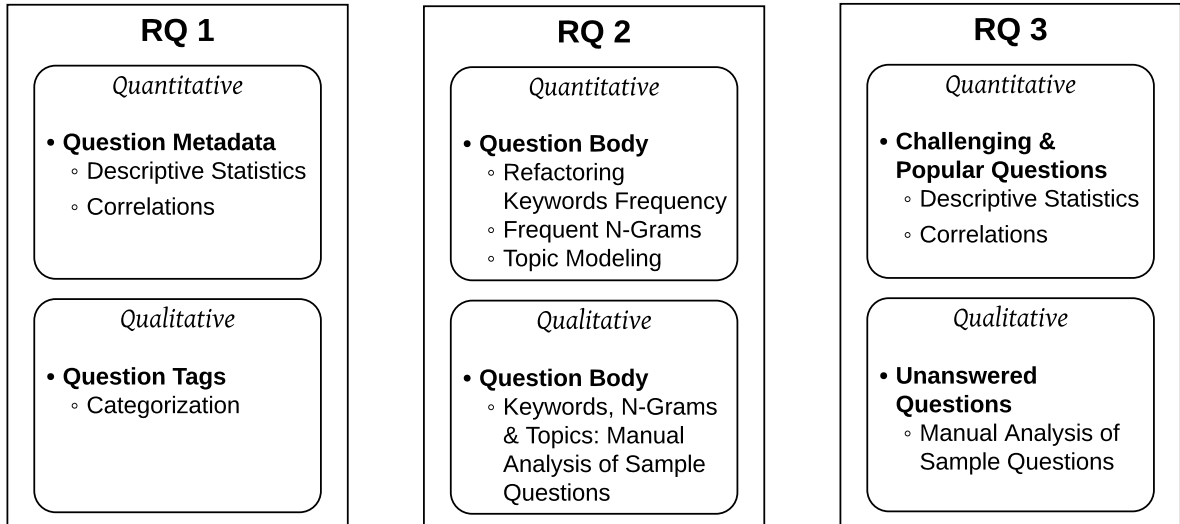 RQ 1
Quantitative
• Question Metadata
◦ Descriptive Statistics
◦ Correlations
Qualitative
• Question Tags
◦ Categorization
RQ 2
Quantitative
• Question Body
◦ Refactoring
Keywords Frequency
◦ Frequent N-Grams
◦ Topic Modeling
Qualitative
• Question Body
◦ Keywords, N-Grams
& Topics: Manual
Analysis of Sample
Questions
RQ 3
Quantitative
• Challenging &
Popular Questions
◦ Descriptive Statistics
◦ Correlations
Qualitative
• Unanswered
Questions
◦ Manual Analysis of
Sample Questions